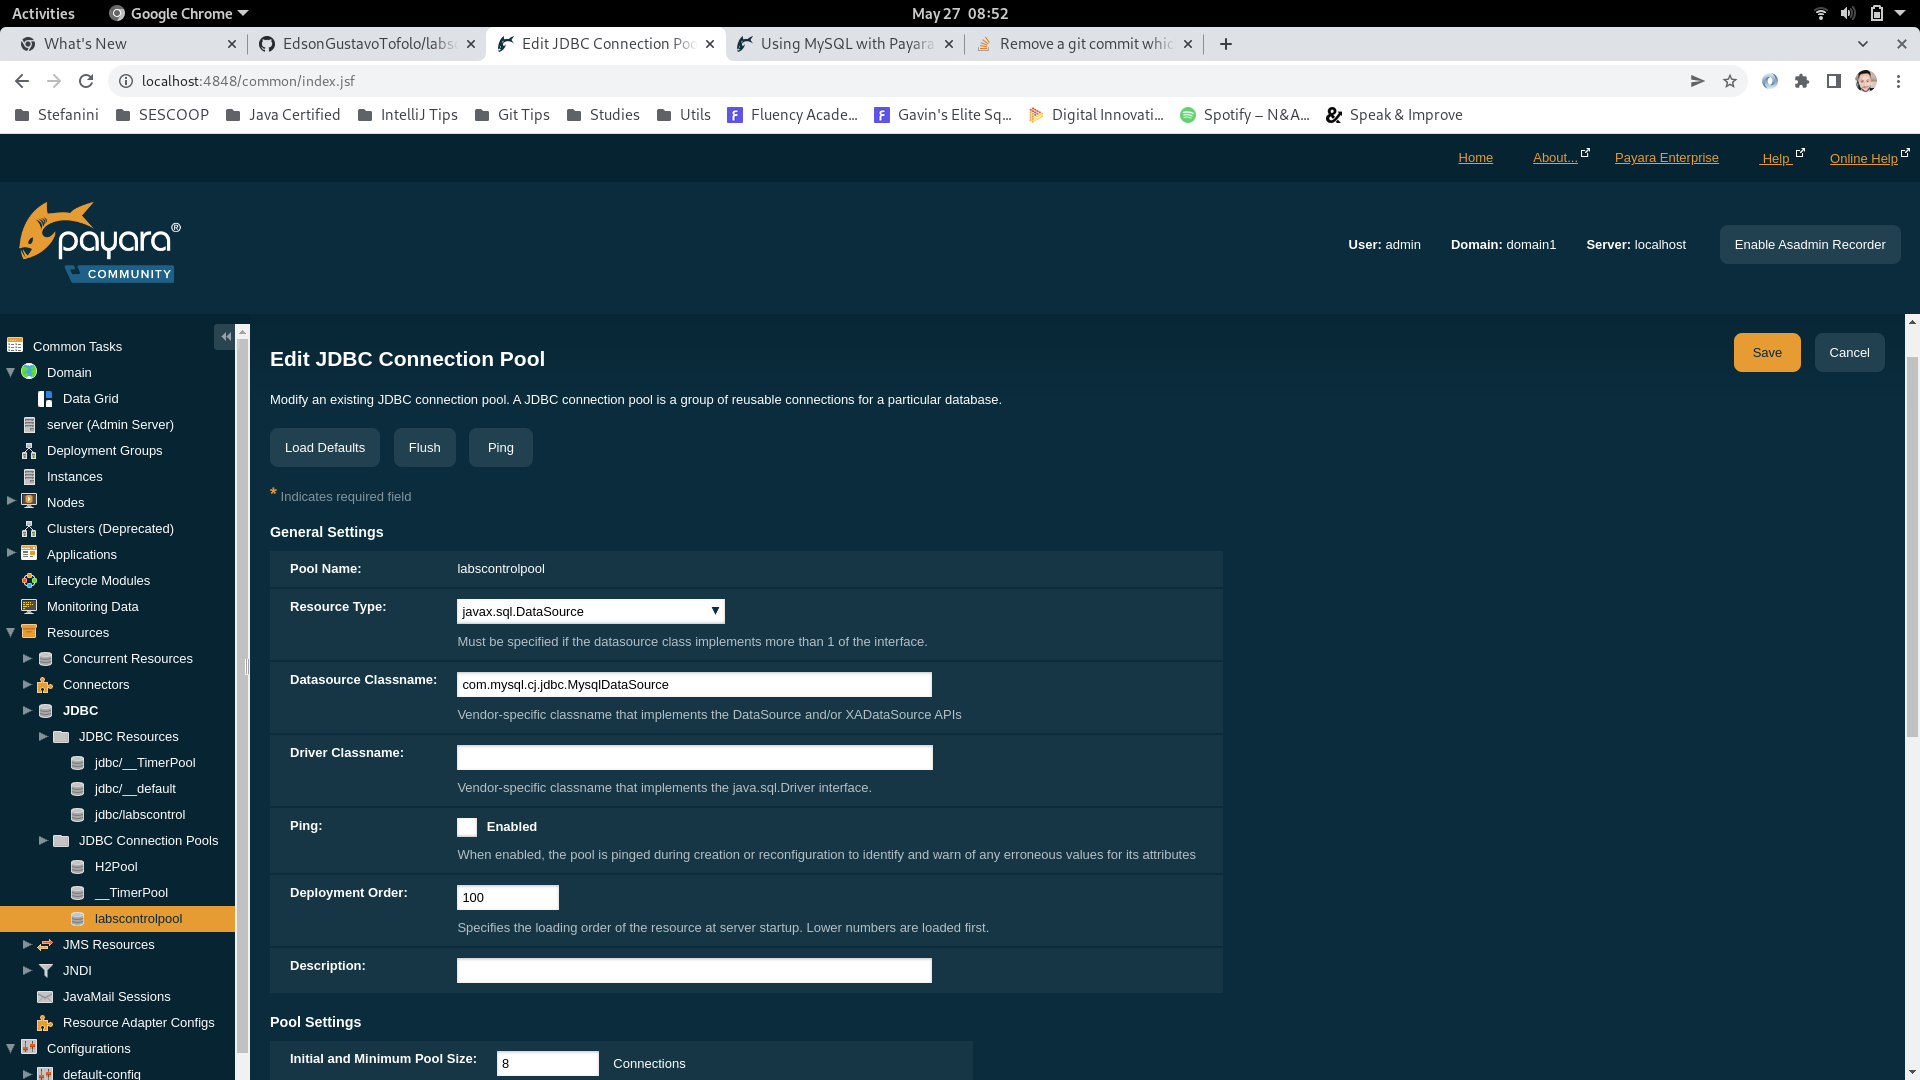 Activities
Google Chrome
May 27 08:52
What's New
EdsonGustavoTofolo/labs
Edit JDBC Connection Poo
Using MySQL with Payara
Remove a git commit whic
localhost:4848/common/index.jsf
Stefanini
SESCOOP
Java Certified
IntelliJ Tips
Git Tips
Studies
Utils
Fluency Acade...
Gavin's Elite Sq...
Digital Innovati...
Spotify – N&A...
Speak & Improve
Home
About...
Payara Enterprise
Help
Online Help
payara®
COMMUNITY
User: admin
Domain: domain1
Server: localhost
Enable Asadmin Recorder
Common Tasks
Domain
Data Grid
server (Admin Server)
Deployment Groups
Instances
Nodes
Clusters (Deprecated)
Applications
Lifecycle Modules
Monitoring Data
Resources
Concurrent Resources
Connectors
JDBC
JDBC Resources
jdbc/__TimerPool
jdbc/__default
jdbc/labscontrol
JDBC Connection Pools
H2Pool
__TimerPool
labscontrolpool
JMS Resources
JNDI
JavaMail Sessions
Resource Adapter Configs
Configurations
default-config
Edit JDBC Connection Pool
Save
Cancel
Modify an existing JDBC connection pool. A JDBC connection pool is a group of reusable connections for a particular database.
Load Defaults
Flush
Ping
* Indicates required field
General Settings
Pool Name: labscontrolpool
Resource Type: javax.sql.DataSource
Must be specified if the datasource class implements more than 1 of the interface.
Datasource Classname: com.mysql.cj.jdbc.MysqlDataSource
Vendor-specific classname that implements the DataSource and/or XADataSource APIs
Driver Classname:
Vendor-specific classname that implements the java.sql.Driver interface.
Ping: Enabled
When enabled, the pool is pinged during creation or reconfiguration to identify and warn of any erroneous values for its attributes
Deployment Order: 100
Specifies the loading order of the resource at server startup. Lower numbers are loaded first.
Description:
Pool Settings
Initial and Minimum Pool Size: 8 Connections